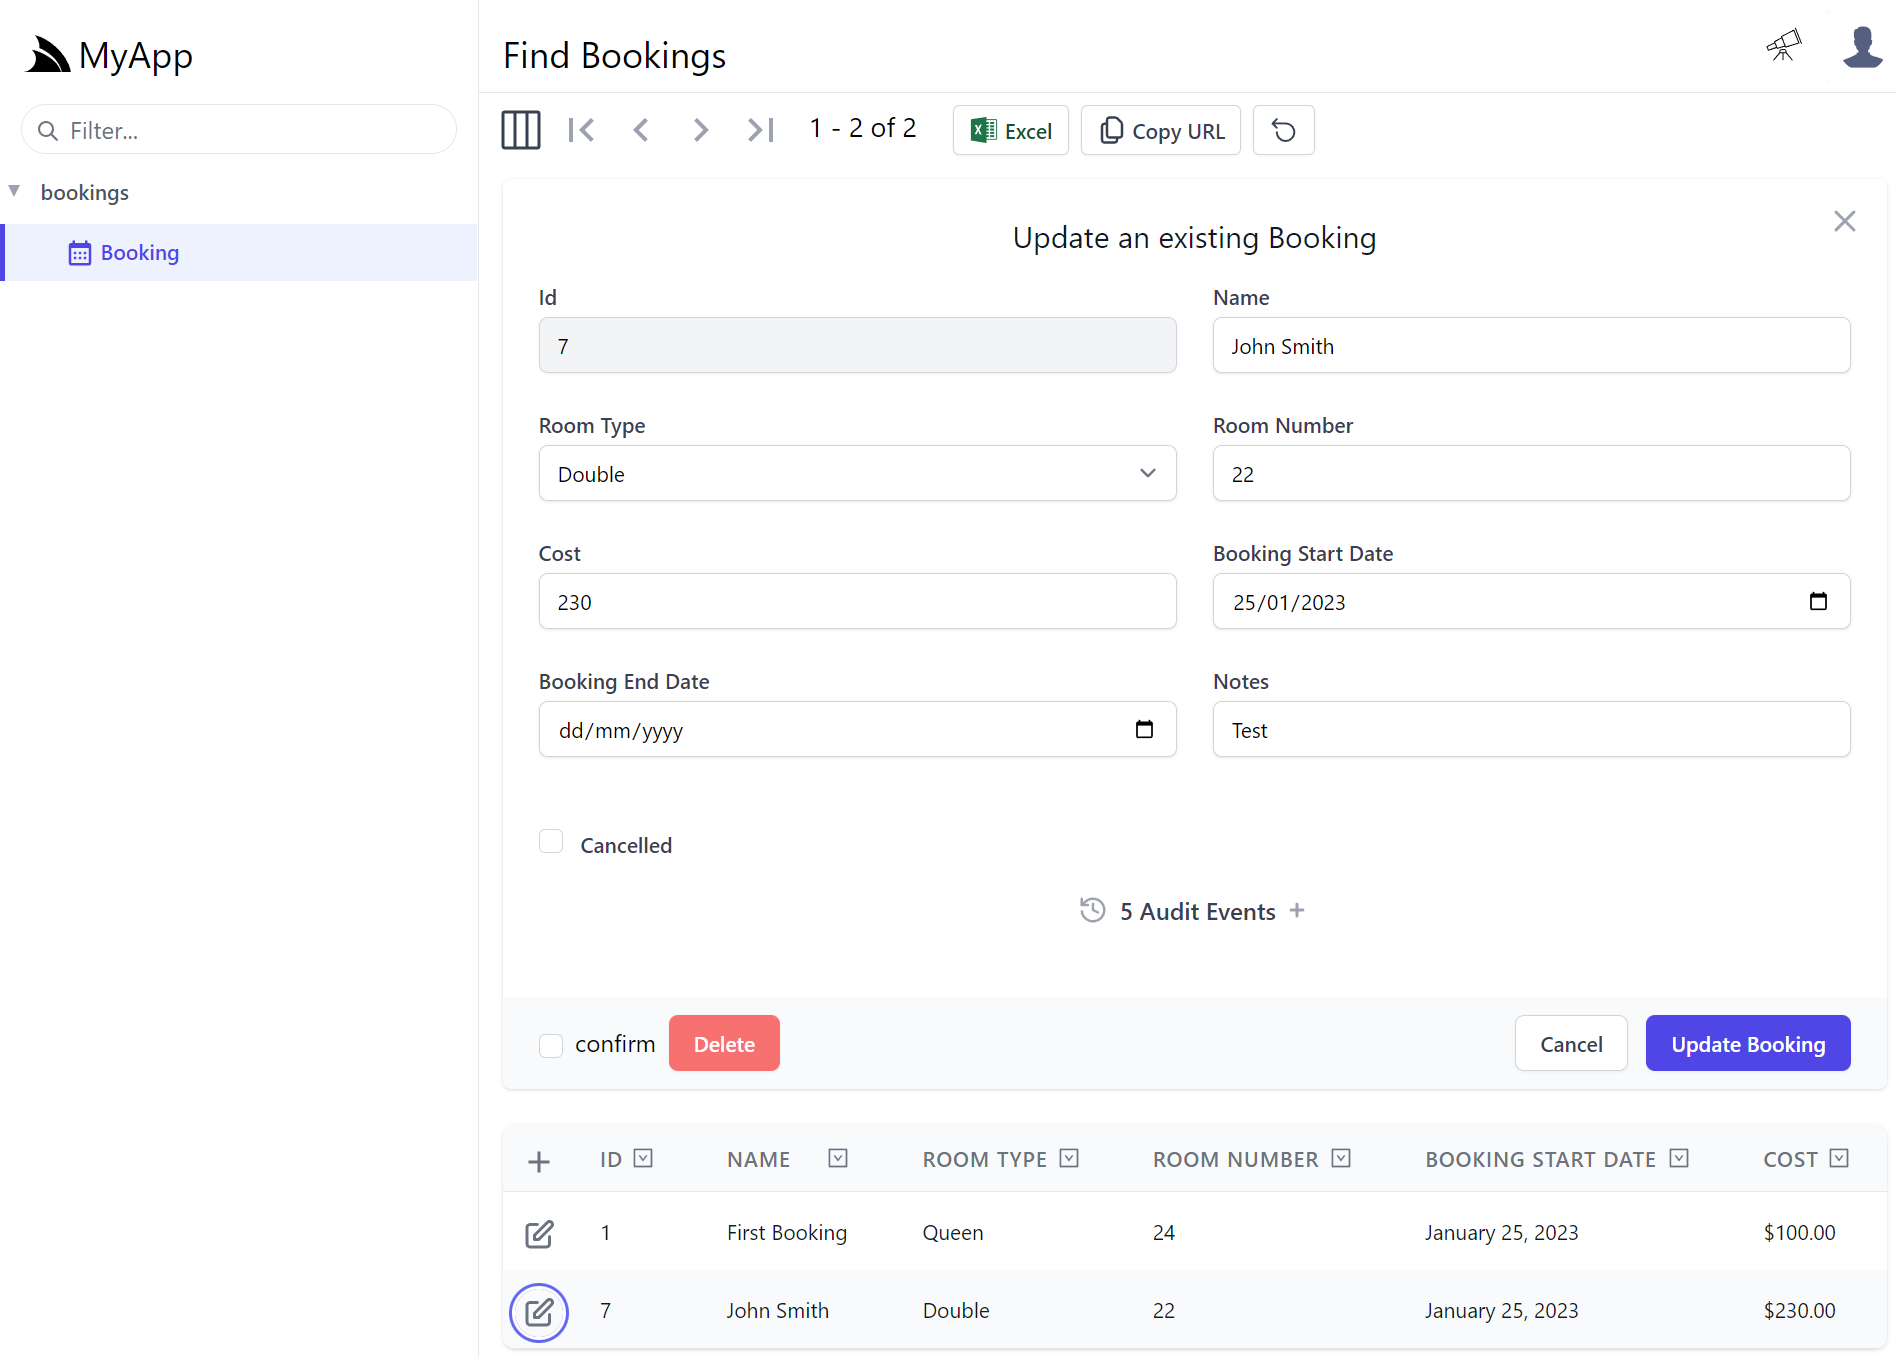 MyApp
Filter...
bookings
Booking
Find Bookings
1 - 2 of 2
Excel
Copy URL
Update an existing Booking
Id
Name
7
John Smith
Room Type
Room Number
Double
22
Cost
Booking Start Date
230
25/01/2023
Booking End Date
Notes
dd/mm/yyyy
Test
Cancelled
5 Audit Events +
confirm
Delete
Cancel
Update Booking
+ ID NAME ROOM TYPE ROOM NUMBER BOOKING START DATE COST
1 First Booking Queen 24 January 25, 2023 $100.00
7 John Smith Double 22 January 25, 2023 $230.00